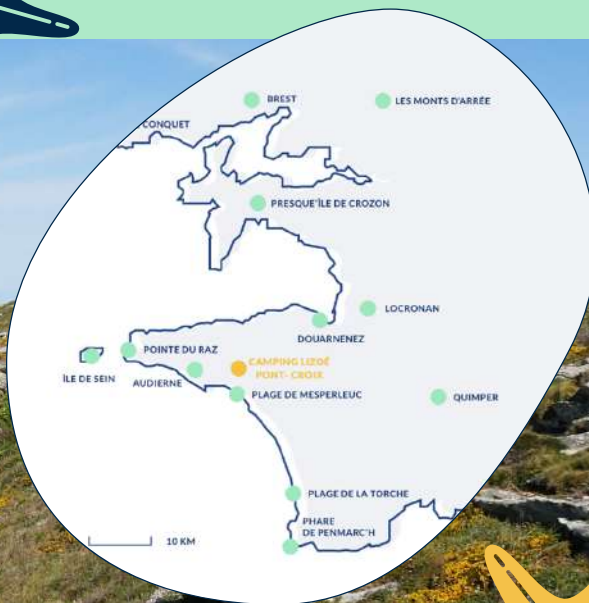 BREST
LES MONTS D'ARRÉE
CONQUET
PRESQU'ÎLE DE CROZON
LOCRONAN
DOUARNENEZ
POINTE DU RAZ
CAMPING LIZOÉ
PONT- CROIX
ÎLE DE SEIN
AUDIERNE
PLAGE DE MESPERLEUC
QUIMPER
PLAGE DE LA TORCHE
PHARE
DE PENMARC'H
10 KM